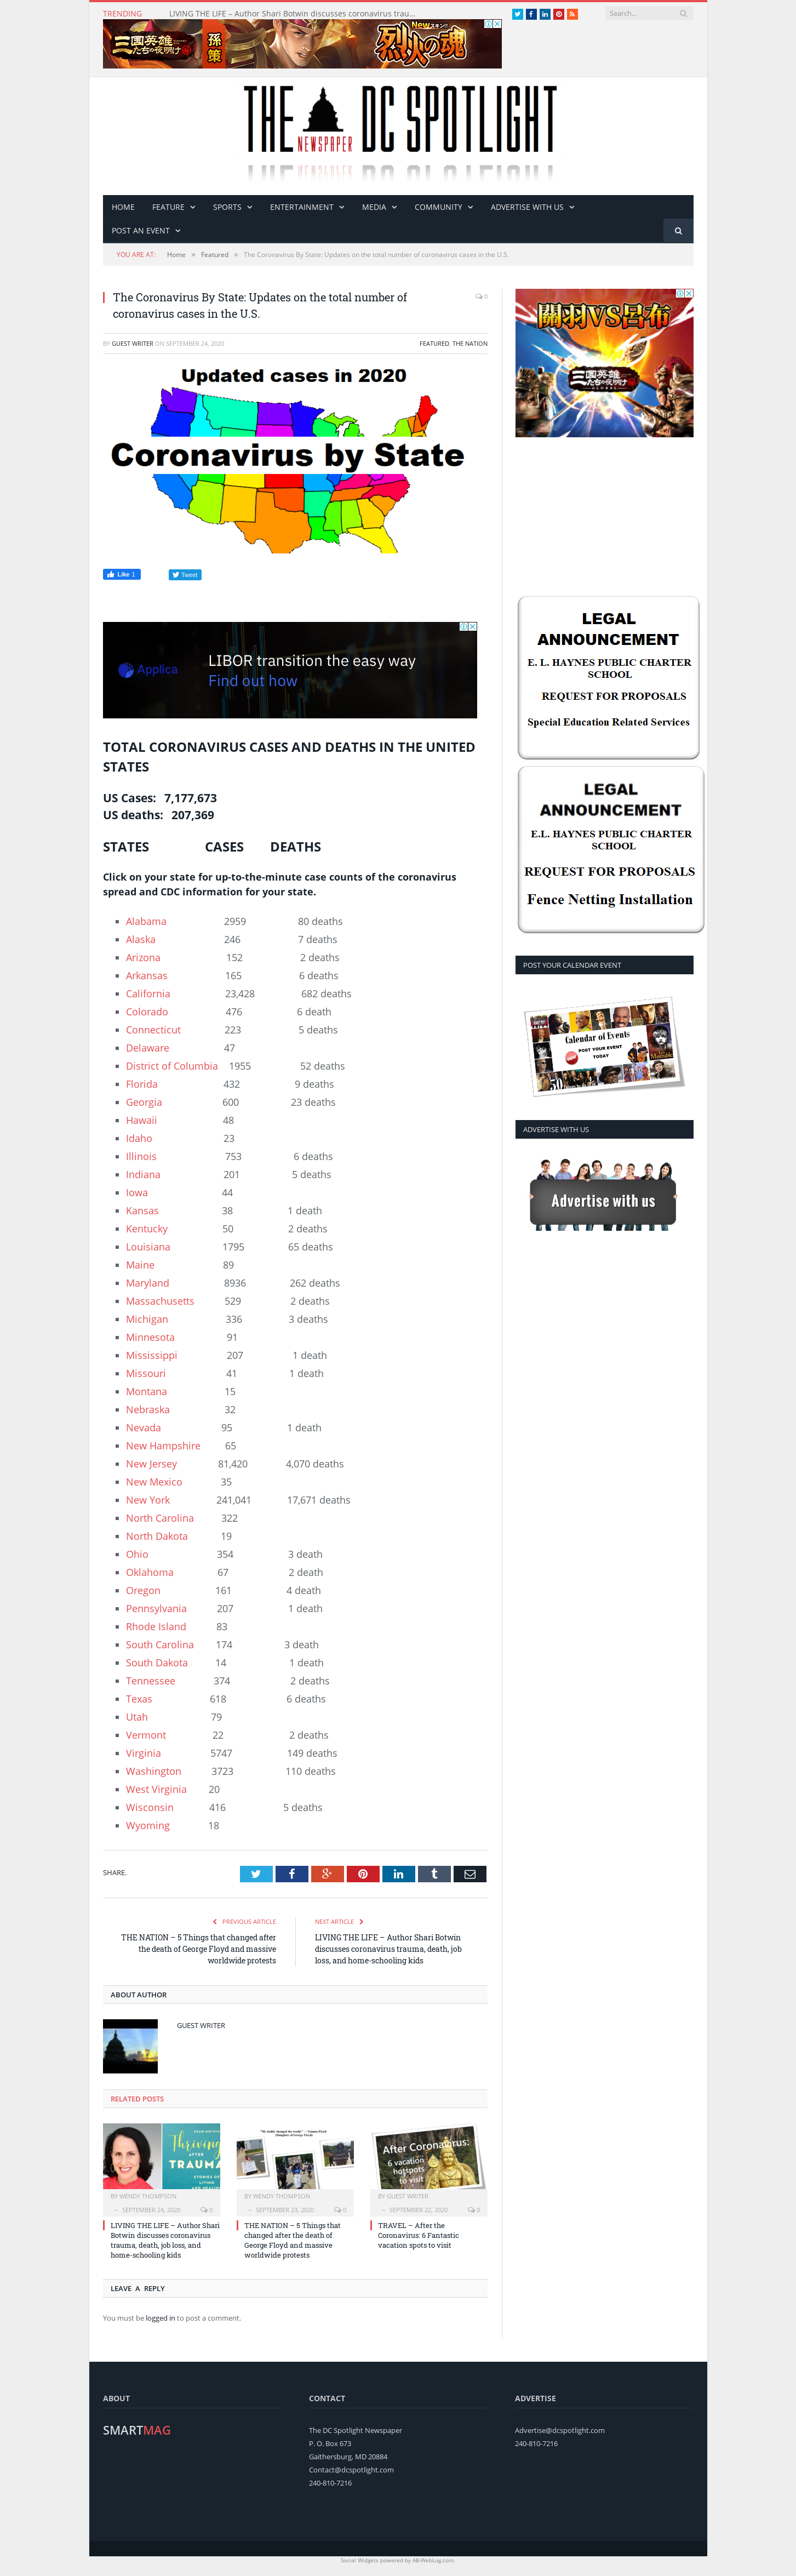 TRENDING LIVING THE LIFE – Author Shari Botwin discusses coronavirus trau...
Search...
三国英雄
たちの夜明け
孫策
Newスキン!!
烈火の魂
THE NEWSPAPER DC SPOTLIGHT
HOME FEATURE SPORTS ENTERTAINMENT MEDIA COMMUNITY ADVERTISE WITH US
POST AN EVENT
YOU ARE AT: Home » Featured » The Coronavirus By State: Updates on the total number of coronavirus cases in the U.S.
The Coronavirus By State: Updates on the total number of
coronavirus cases in the U.S.
0
BY GUEST WRITER ON SEPTEMBER 24, 2020
FEATURED, THE NATION
Updated cases in 2020
Coronavirus by State
Like 1
Tweet
Applica
LIBOR transition the easy way
Find out how
TOTAL CORONAVIRUS CASES AND DEATHS IN THE UNITED
STATES
US Cases: 7,177,673
US deaths: 207,369
STATES CASES DEATHS
Click on your state for up-to-the-minute case counts of the coronavirus
spread and CDC information for your state.
Alabama 2959 80 deaths
Alaska 246 7 deaths
Arizona 152 2 deaths
Arkansas 165 6 deaths
California 23,428 682 deaths
Colorado 476 6 death
Connecticut 223 5 deaths
Delaware 47
District of Columbia 1955 52 deaths
Florida 432 9 deaths
Georgia 600 23 deaths
Hawaii 48
Idaho 23
Illinois 753 6 deaths
Indiana 201 5 deaths
Iowa 44
Kansas 38 1 death
Kentucky 50 2 deaths
Louisiana 1795 65 deaths
Maine 89
Maryland 8936 262 deaths
Massachusetts 529 2 deaths
Michigan 336 3 deaths
Minnesota 91
Mississippi 207 1 death
Missouri 41 1 death
Montana 15
Nebraska 32
Nevada 95 1 death
New Hampshire 65
New Jersey 81,420 4,070 deaths
New Mexico 35
New York 241,041 17,671 deaths
North Carolina 322
North Dakota 19
Ohio 354 3 death
Oklahoma 67 2 death
Oregon 161 4 death
Pennsylvania 207 1 death
Rhode Island 83
South Carolina 174 3 death
South Dakota 14 1 death
Tennessee 374 2 deaths
Texas 618 6 deaths
Utah 79
Vermont 22 2 deaths
Virginia 5747 149 deaths
Washington 3723 110 deaths
West Virginia 20
Wisconsin 416 5 deaths
Wyoming 18
SHARE.
PREVIOUS ARTICLE
THE NATION – 5 Things that changed after
the death of George Floyd and massive
worldwide protests
NEXT ARTICLE
LIVING THE LIFE – Author Shari Botwin
discusses coronavirus trauma, death, job
loss, and home-schooling kids
ABOUT AUTHOR
GUEST WRITER
RELATED POSTS
SHARI BOTWIN
Thriving
AFTER
TRAUMA
STORIES OF
LIVING AND
BY WENDY THOMPSON
– SEPTEMBER 24, 2020 0
LIVING THE LIFE – Author Shari
Botwin discusses coronavirus
trauma, death, job loss, and
home-schooling kids
BY WENDY THOMPSON
– SEPTEMBER 23, 2020 0
THE NATION – 5 Things that
changed after the death of
George Floyd and massive
worldwide protests
After Coronavirus:
6 vacation
hotspots
to visit
BY GUEST WRITER
– SEPTEMBER 22, 2020 0
TRAVEL – After the
Coronavirus: 6 Fantastic
vacation spots to visit
LEAVE A REPLY
You must be logged in to post a comment.
關羽VS呂布
三国英雄
たちの夜明け
LEGAL
ANNOUNCEMENT
E. L. HAYNES PUBLIC CHARTER
SCHOOL
REQUEST FOR PROPOSALS
Special Education Related Services
LEGAL
ANNOUNCEMENT
E.L. HAYNES PUBLIC CHARTER
SCHOOL
REQUEST FOR PROPOSALS
Fence Netting Installation
POST YOUR CALENDAR EVENT
Calendar of Events
POST YOUR EVENT
TODAY
ADVERTISE WITH US
Advertise with us
ABOUT
SMARTMAG
CONTACT
The DC Spotlight Newspaper
P. O. Box 673
Gaithersburg, MD 20884
Contact@dcspotlight.com
240-810-7216
ADVERTISE
Advertise@dcspotlight.com
240-810-7216
Social Widgets powered by AB-WebLog.com.